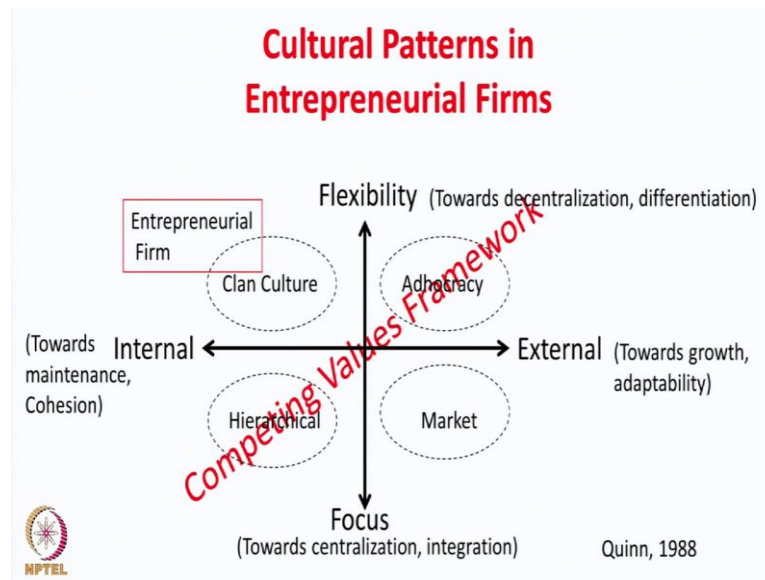 Cultural Patterns in
Entrepreneurial Firms
Flexibility (Towards decentralization, differentiation)
Entrepreneurial
Firm
Clan Culture
Adhocracy
Competing Values Framework
(Towards
maintenance,
Cohesion)
Internal
External
(Towards growth,
adaptability)
Hierarchical
Market
Focus
(Towards centralization, integration)
Quinn, 1988
NPTEL